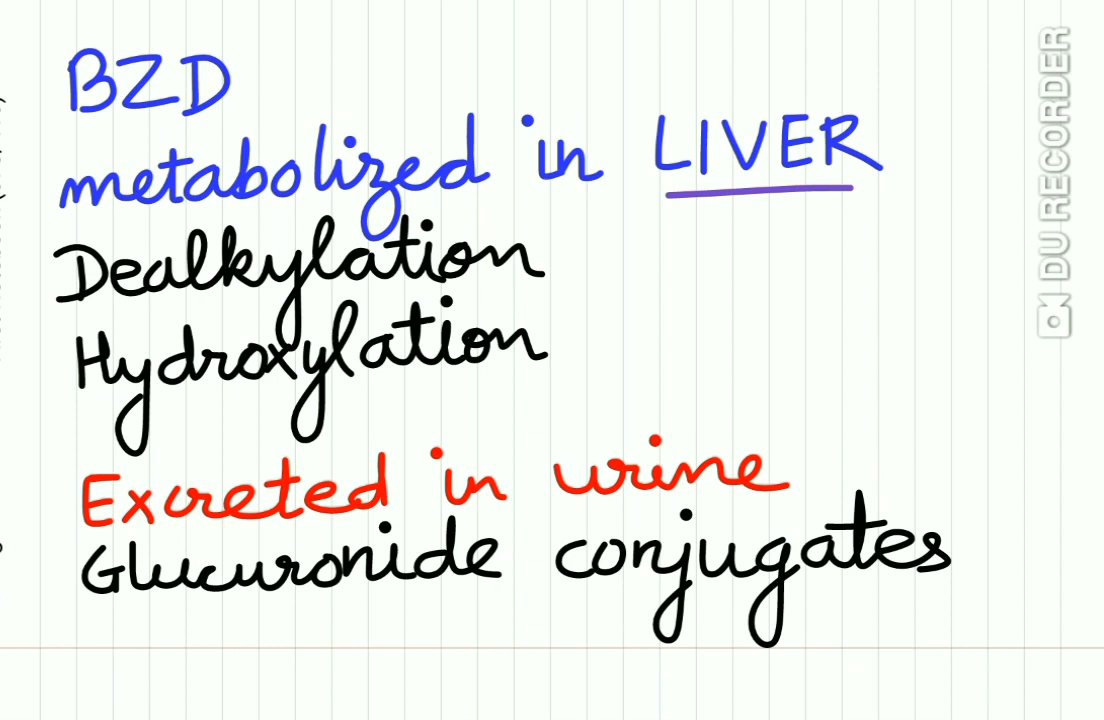 BZD
metabolized in LIVER
Dealkylation
Hydroxylation
Excreted in urine
Glucuronide conjugates
DU RECORDER